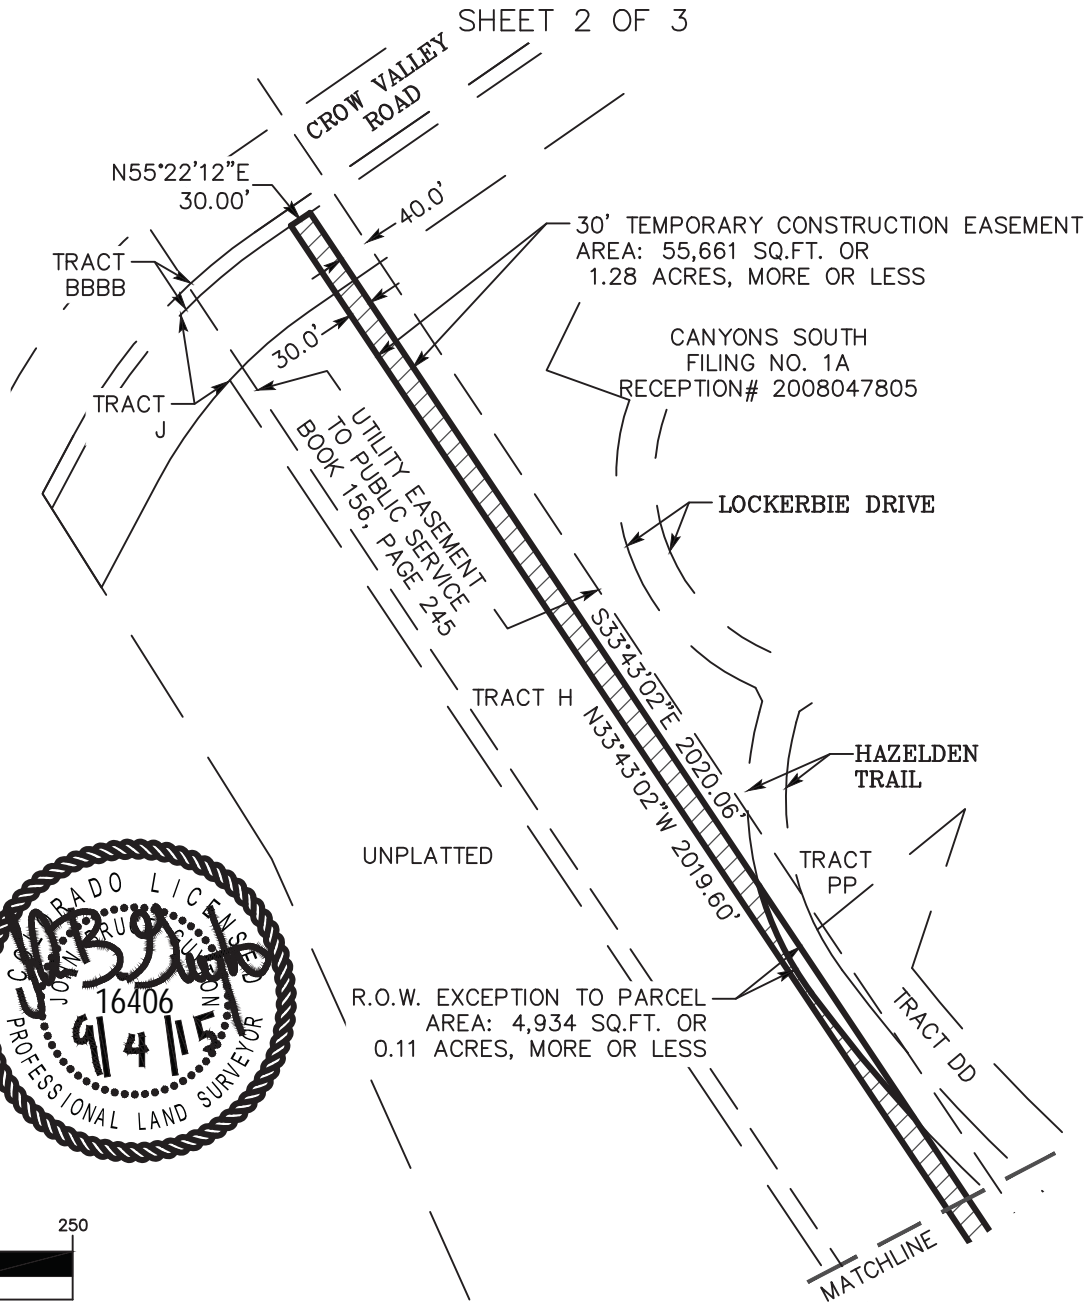 SHEET 2 OF 3
CROW VALLEY
ROAD
N55°22'12"E
30.00'
40.0'
30' TEMPORARY CONSTRUCTION EASEMENT
AREA: 55,661 SQ.FT. OR
1.28 ACRES, MORE OR LESS
TRACT
BBBB
CANYONS SOUTH
FILING NO. 1A
RECEPTION# 2008047805
30.0'
TRACT
J
UTILITY EASEMENT
TO PUBLIC SERVICE
BOOK 156, PAGE 245
LOCKERBIE DRIVE
S33°43'02"E 2020.06'
TRACT H
N33°43'02"W 2019.60'
HAZELDEN
TRAIL
UNPLATTED
TRACT
PP
R.O.W. EXCEPTION TO PARCEL
AREA: 4,934 SQ.FT. OR
0.11 ACRES, MORE OR LESS
TRACT DD
LICENSED
16406
9/4/15
PROFESSIONAL LAND SURVEYOR
250
MATCHLINE